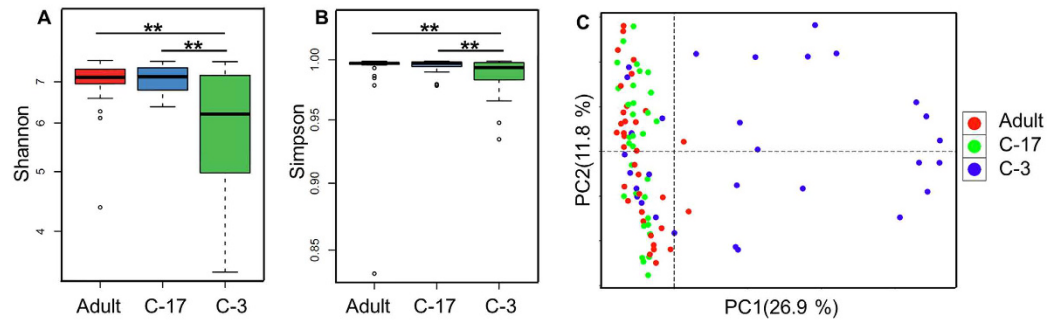 A
**
**
Shannon
7
6
5
4
Adult
C-17
C-3
B
**
**
Simpson
1.00
0.95
0.90
0.85
Adult
C-17
C-3
C
PC2(11.8 %)
PC1(26.9 %)
Adult
C-17
C-3